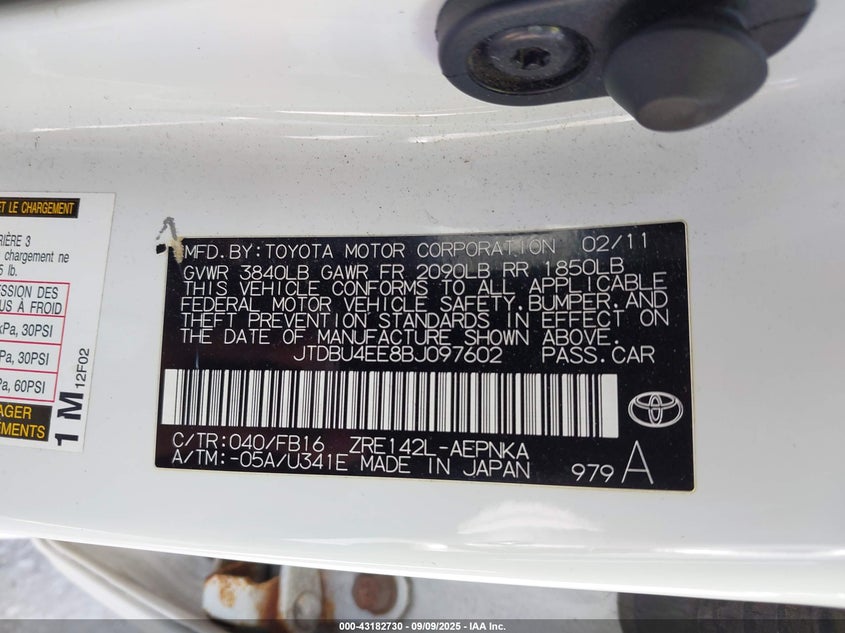 ET LE CHARGEMENT
RIÈRE 3
chargement ne
5 lb.
ESSION DES
US À FROID
kPa, 30PSI
Pa, 30PSI
a, 60PSI
AGER
EMENTS
1 M
12F02
MFD.BY:TOYOTA MOTOR CORPORATION 02/11
GVWR 3840LB GAWR FR 2090LB RR 1850LB
THIS VEHICLE CONFORMS TO ALL APPLICABLE
FEDERAL MOTOR VEHICLE SAFETY,BUMPER,AND
THEFT PREVENTION STANDARDS IN EFFECT ON
THE DATE OF MANUFACTURE SHOWN ABOVE.
JTDBU4EE8BJ097602 PASS.CAR
C/TR:040/FB16 ZRE142L-AEPNKA
A/TM:-05A/U341E MADE IN JAPAN 979 A
000-43182730 - 09/09/2025 - IAA Inc.